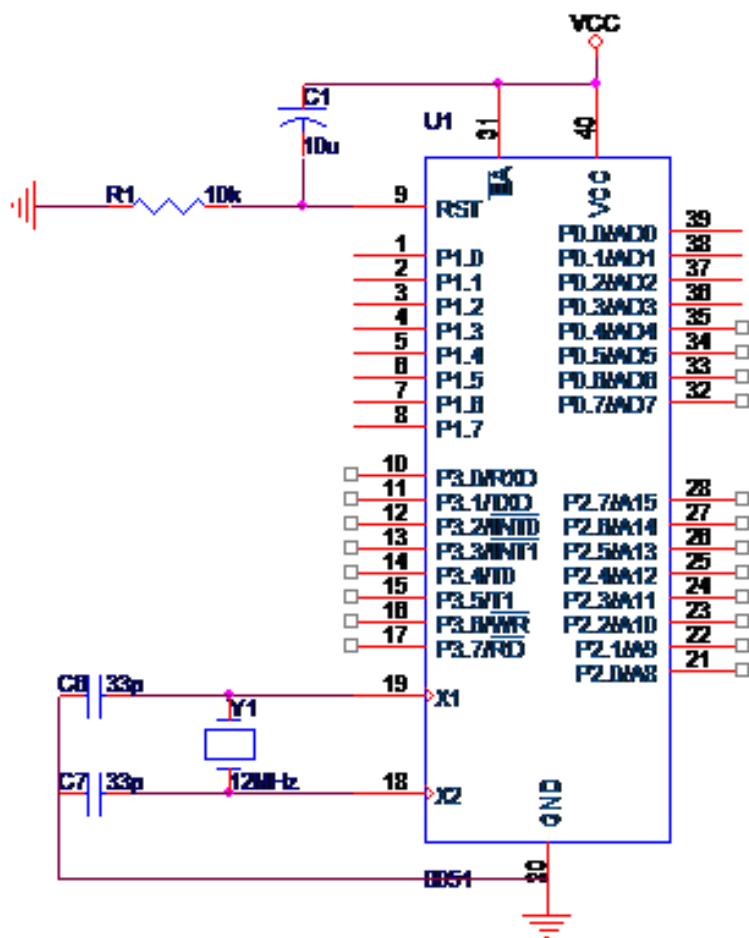 VCC
C1
10u
U1
31
40
EA
VCC
R1
10k
9
RST
1 P1.0
2 P1.1
3 P1.2
4 P1.3
5 P1.4
6 P1.5
7 P1.6
8 P1.7
P0.0/AD0 39
P0.1/AD1 38
P0.2/AD2 37
P0.3/AD3 36
P0.4/AD4 35
P0.5/AD5 34
P0.6/AD6 33
P0.7/AD7 32
10 P3.0/RXD
11 P3.1/TXD
12 P3.2/INT0
13 P3.3/INT1
14 P3.4/T0
15 P3.5/T1
16 P3.6/WR
17 P3.7/RD
P2.7/A15 28
P2.6/A14 27
P2.5/A13 26
P2.4/A12 25
P2.3/A11 24
P2.2/A10 23
P2.1/A9 22
P2.0/A8 21
C6 33p
19 X1
Y1
12MHz
C7 33p
18 X2
GND
20
8051